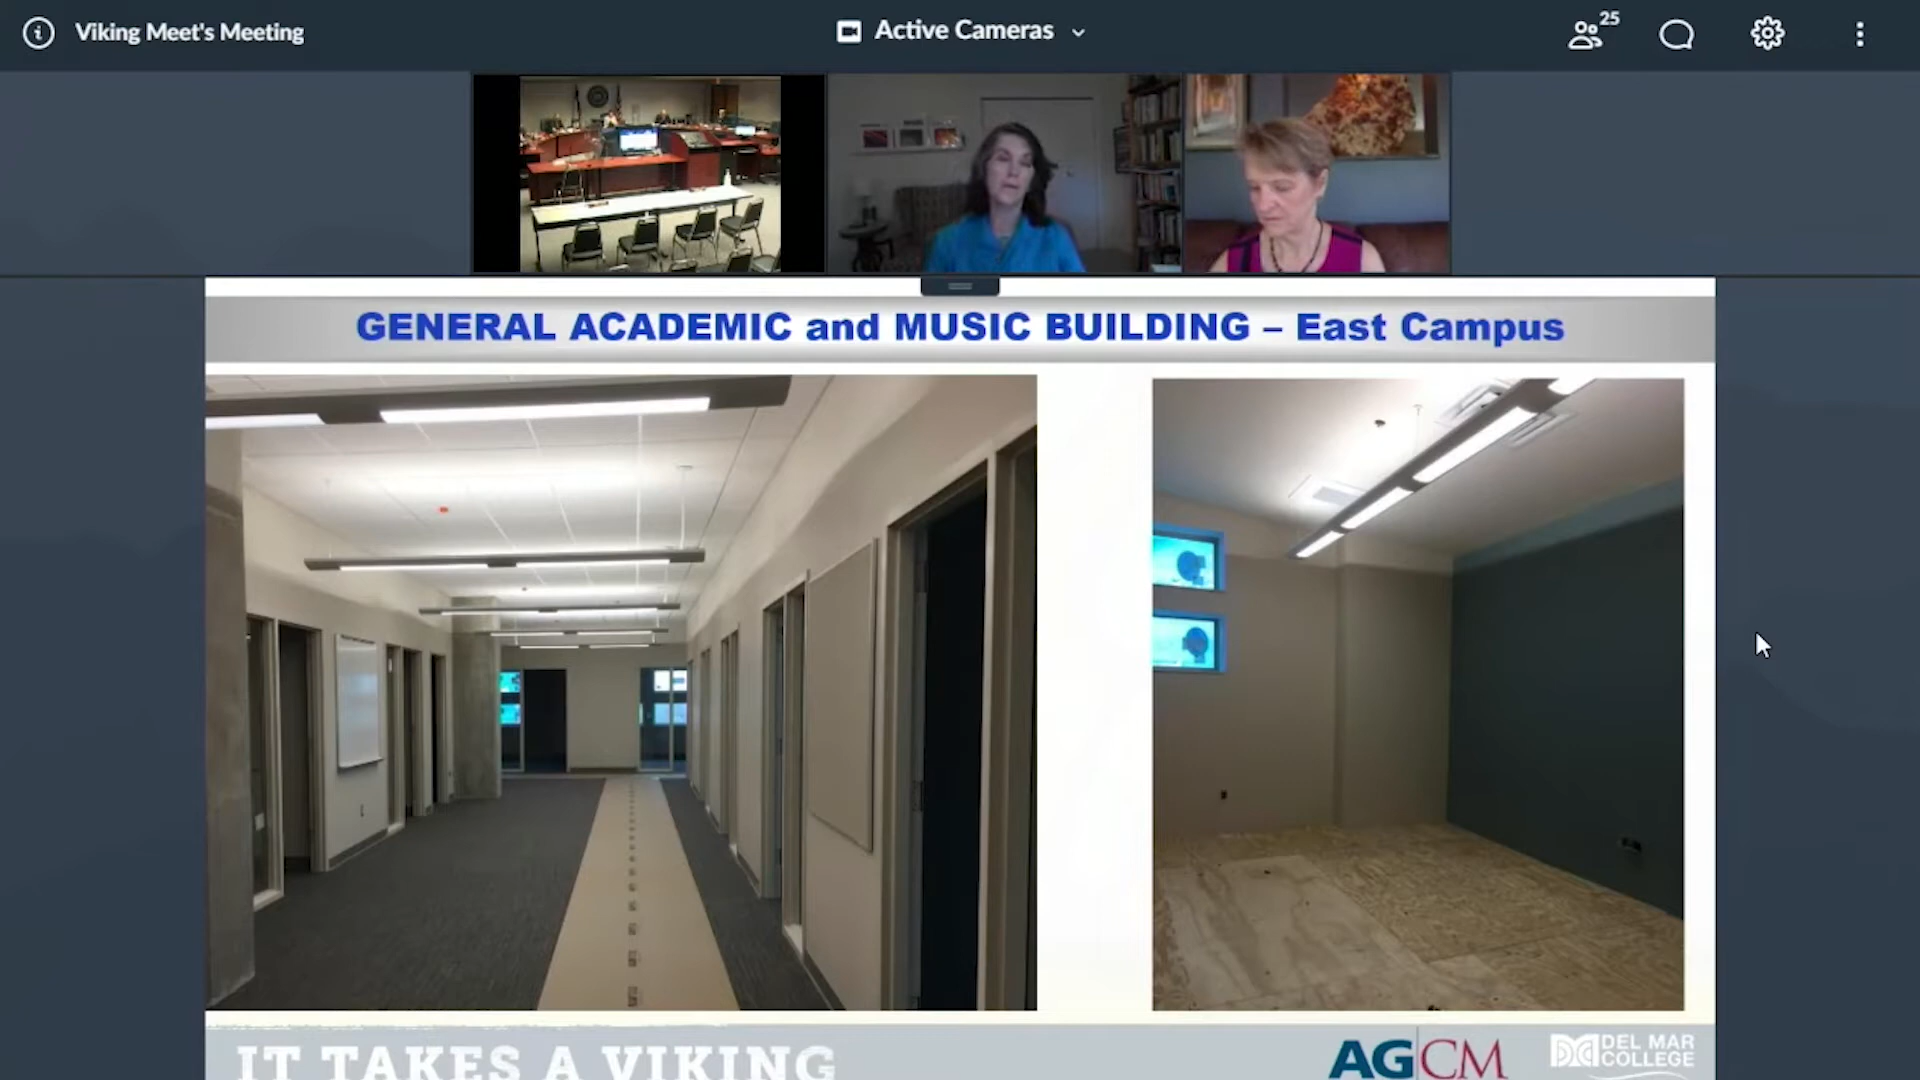 Viking Meet's Meeting
Active Cameras
25
GENERAL ACADEMIC and MUSIC BUILDING – East Campus
IT TAKES A VIKING
AGCM
DEL MAR
COLLEGE